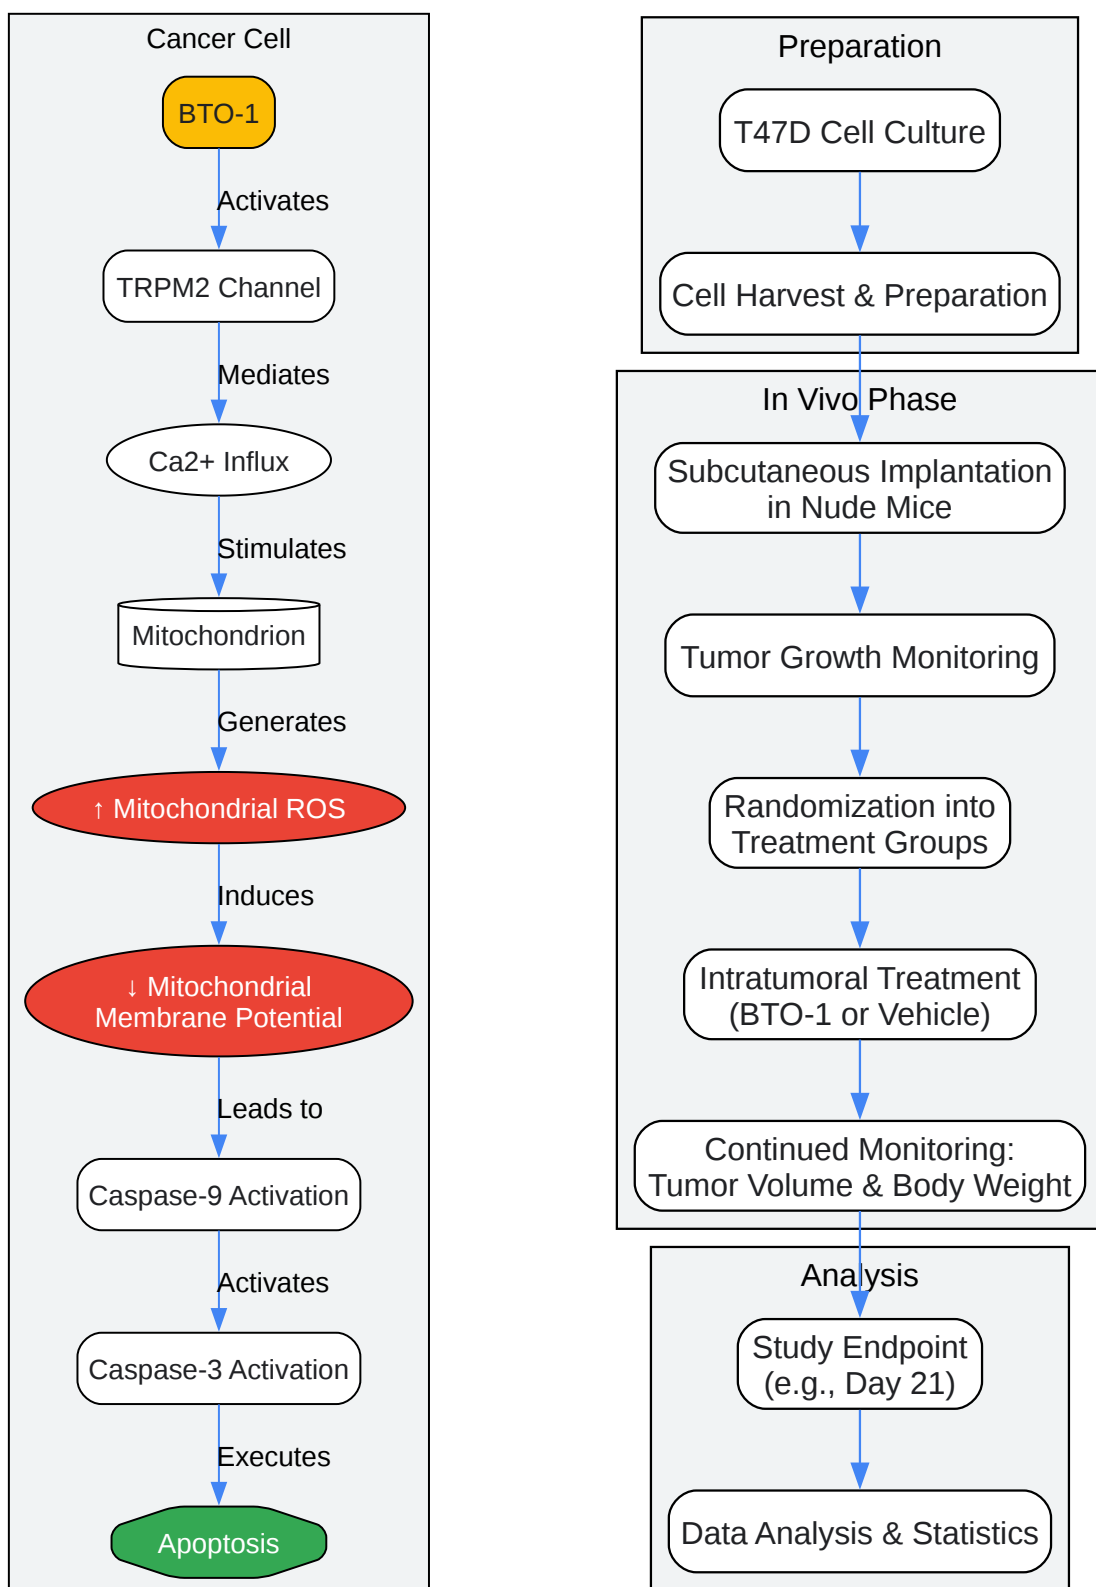 Cancer Cell
BTO-1
Activates
TRPM2 Channel
Mediates
Ca2+ Influx
Stimulates
Mitochondrion
Generates
↑ Mitochondrial ROS
Induces
↓ Mitochondrial
Membrane Potential
Leads to
Caspase-9 Activation
Activates
Caspase-3 Activation
Executes
Apoptosis
Preparation
T47D Cell Culture
Cell Harvest & Preparation
In Vivo Phase
Subcutaneous Implantation
in Nude Mice
Tumor Growth Monitoring
Randomization into
Treatment Groups
Intratumoral Treatment
(BTO-1 or Vehicle)
Continued Monitoring:
Tumor Volume & Body Weight
Analysis
Study Endpoint
(e.g., Day 21)
Data Analysis & Statistics